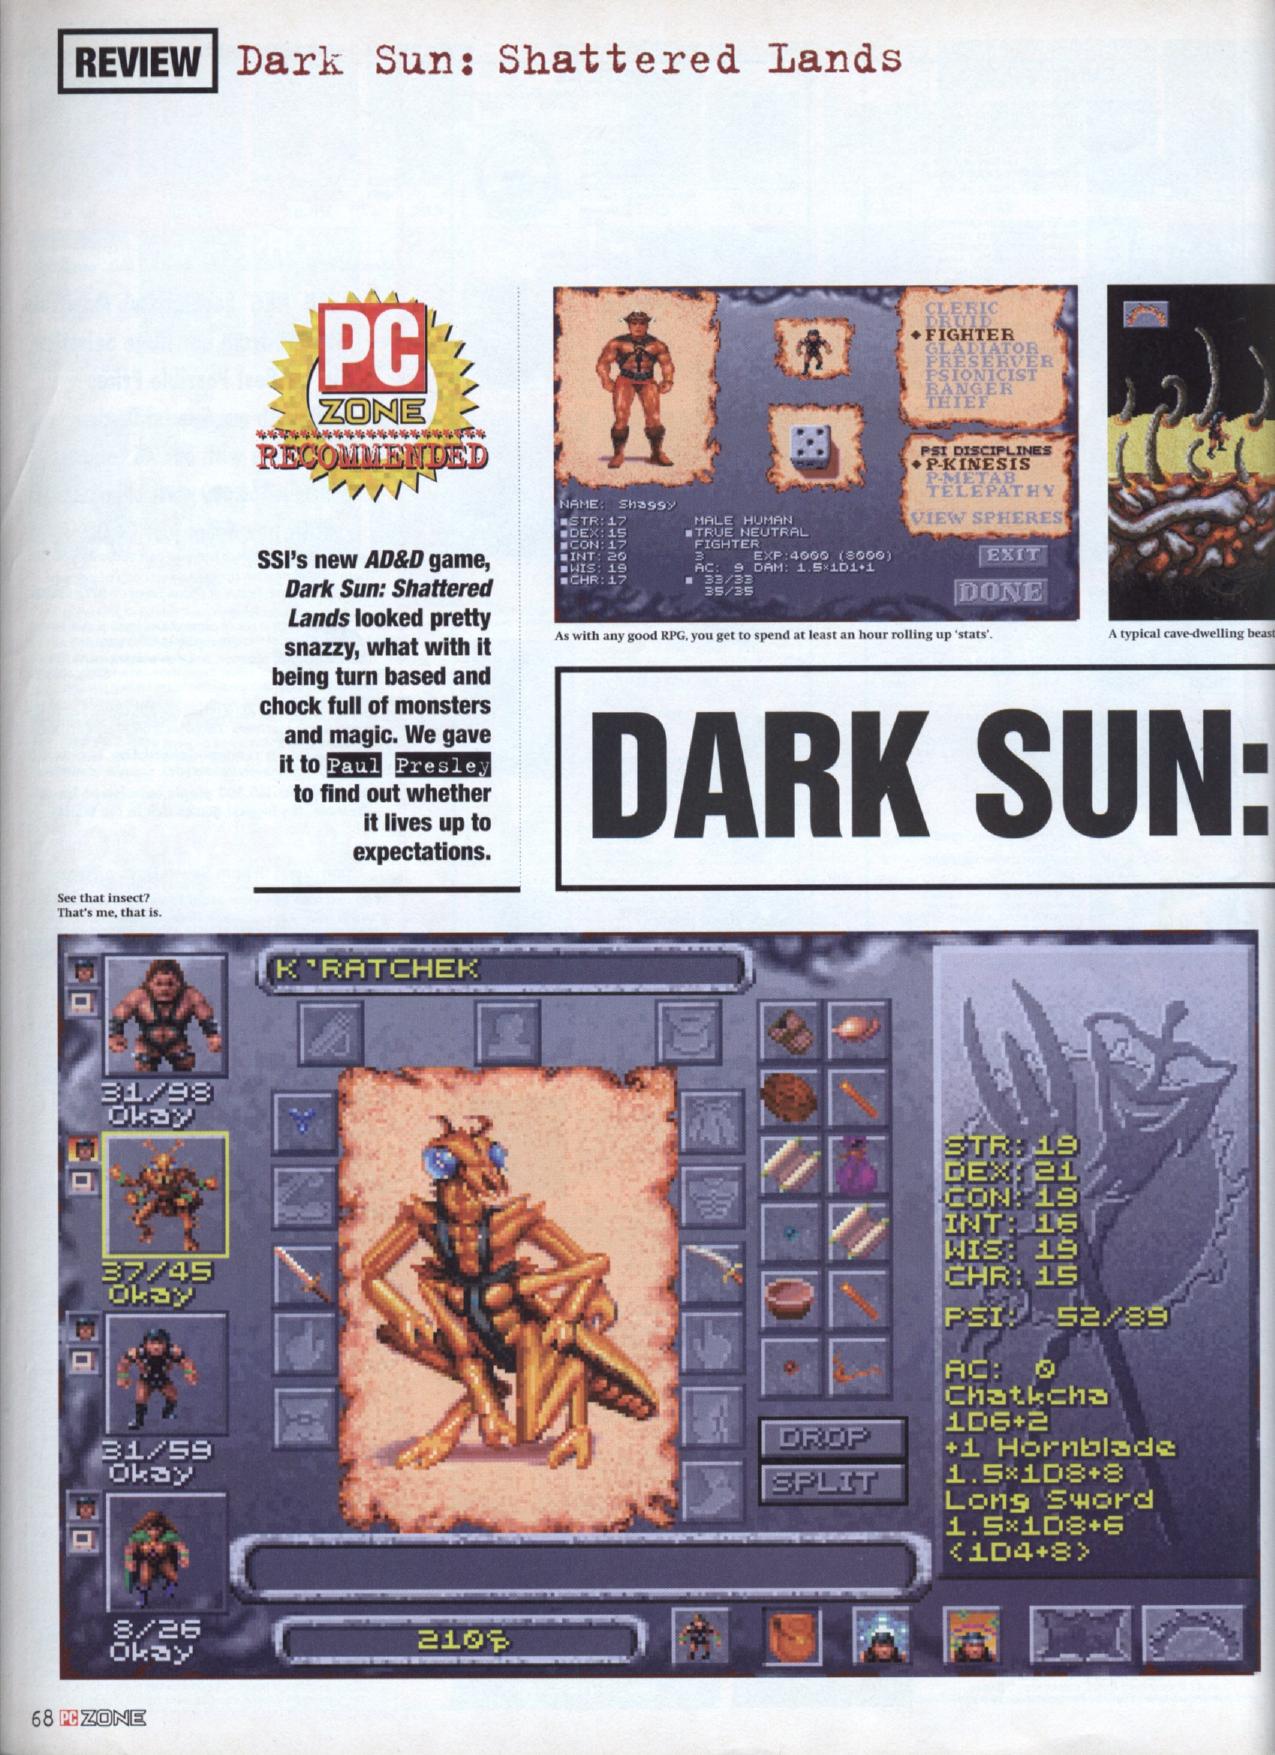 REVIEW Dark Sun: Shattered Lands
PC
ZONE
RECOMMENDED
SSI's new AD&D game,
Dark Sun: Shattered
Lands looked pretty
snazzy, what with it
being turn based and
chock full of monsters
and magic. We gave
it to Paul Presley
to find out whether
it lives up to
expectations.
CLERIC
DRUID
FIGHTER
GLADIATOR
PRESERVER
PSIONICIST
RANGER
THIEF
PSI DISCIPLINES
P-KINESIS
P-METAB
TELEPATHY
VIEW SPHERES
EXIT
DONE
NAME: Shaggy
STR:17
DEX:15
CON:17
INT:20
WIS:19
CHR:17
MALE HUMAN
TRUE NEUTRAL
FIGHTER
3 EXP:4000 (8000)
AC: 9 DAM: 1.5×1D1+1
33/33
35/35
As with any good RPG, you get to spend at least an hour rolling up 'stats'.
A typical cave-dwelling beast
DARK SUN:
See that insect?
That's me, that is.
K'RATCHEK
31/98
Okay
37/45
Okay
31/59
Okay
8/26
Okay
STR: 19
DEX: 21
CON: 19
INT: 16
WIS: 19
CHR: 15
PSI: 52/89
AC: 0
Chatkcha
1D6+2
+1 Hornblade
1.5×1D8+8
Long Sword
1.5×1D8+6
<1D4+8>
DROP
SPLIT
210$
68 PC ZONE